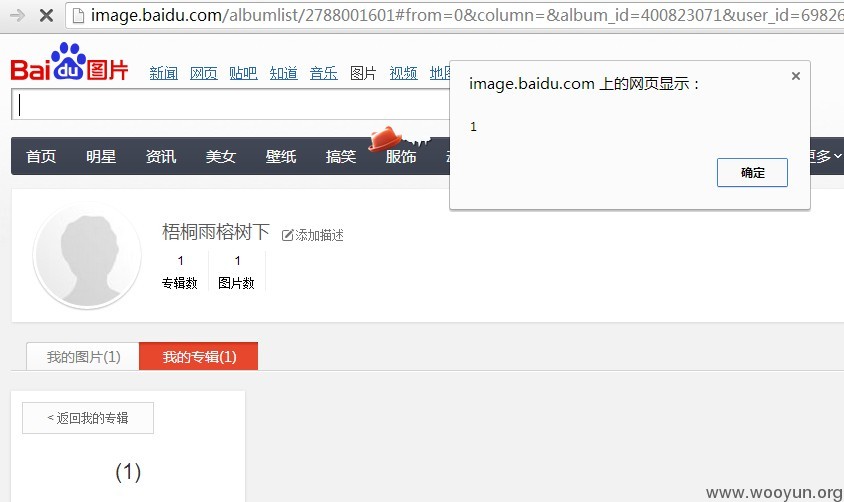 image.baidu.com/albumlist/2788001601#from=0&column=&album_id=400823071&user_id=69826
Bai du 图片
新闻 网页 贴吧 知道 音乐 图片 视频 地图
image.baidu.com 上的网页显示：
1
确定
首页 明星 资讯 美女 壁纸 搞笑 服饰 更多
梧桐雨榕树下 添加描述
1 1
专辑数 图片数
我的图片(1) 我的专辑(1)
< 返回我的专辑
(1)
www.wooyun.org